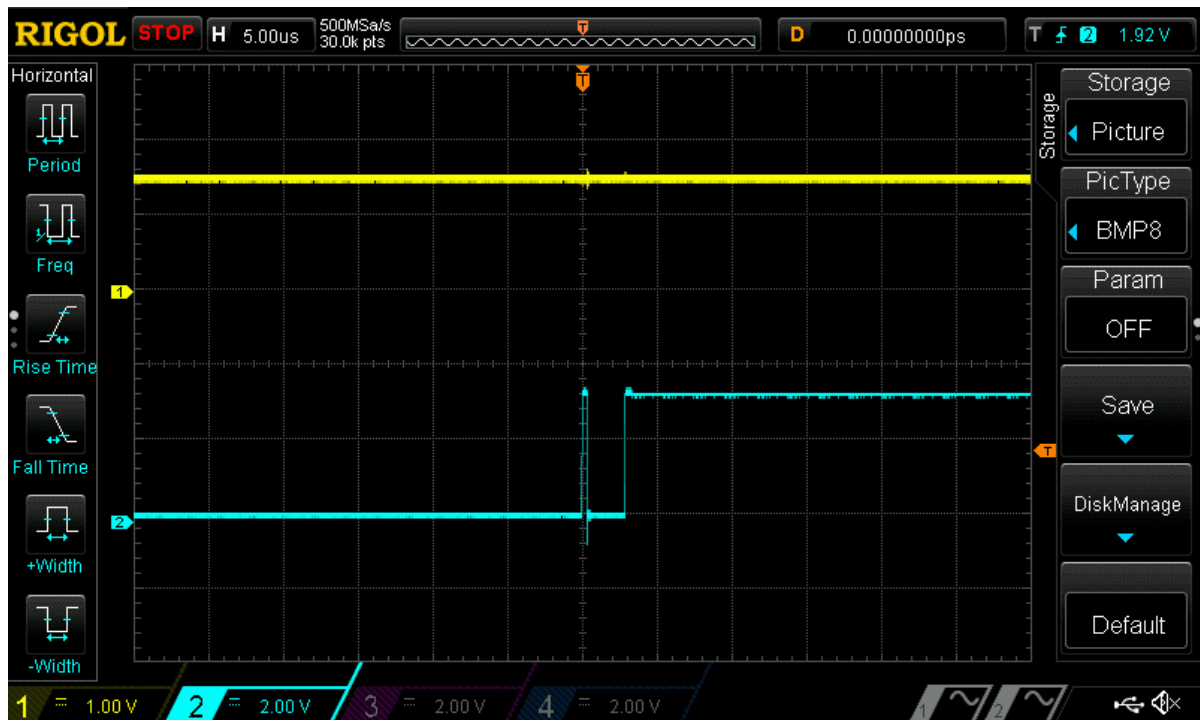 RIGOL STOP H 5.00us 500MSa/s 30.0k pts T D 0.00000000ps T 2 1.92 V
Horizontal
Period
Freq
Rise Time
Fall Time
+Width
-Width
T
1
2
T
Storage
Storage
Picture
PicType
BMP8
Param
OFF
Save
DiskManage
Default
1 = 1.00 V 2 = 2.00 V 3 = 2.00 V 4 = 2.00 V 1 2